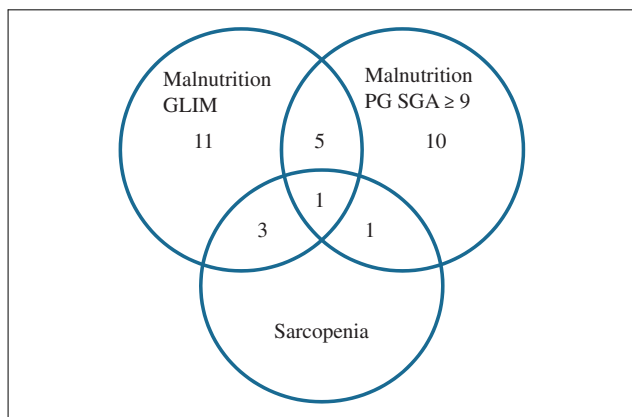 Malnutrition
GLIM
11
Malnutrition
PG SGA ≥ 9
10
5
1
3
1
Sarcopenia